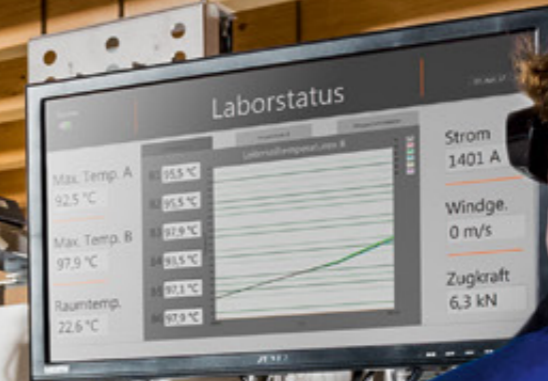 Laborstatus
Max. Temp. A
92.5 °C
Max. Temp. B
97,9 °C
Raumtemp.
22.6 °C
95,5 °C
95,5 °C
97,9 °C
93,5 °C
97,1 °C
97,9 °C
Leiterseiltemperaturen B
Strom
1401 A
Windge.
0 m/s
Zugkraft
6,3 kN